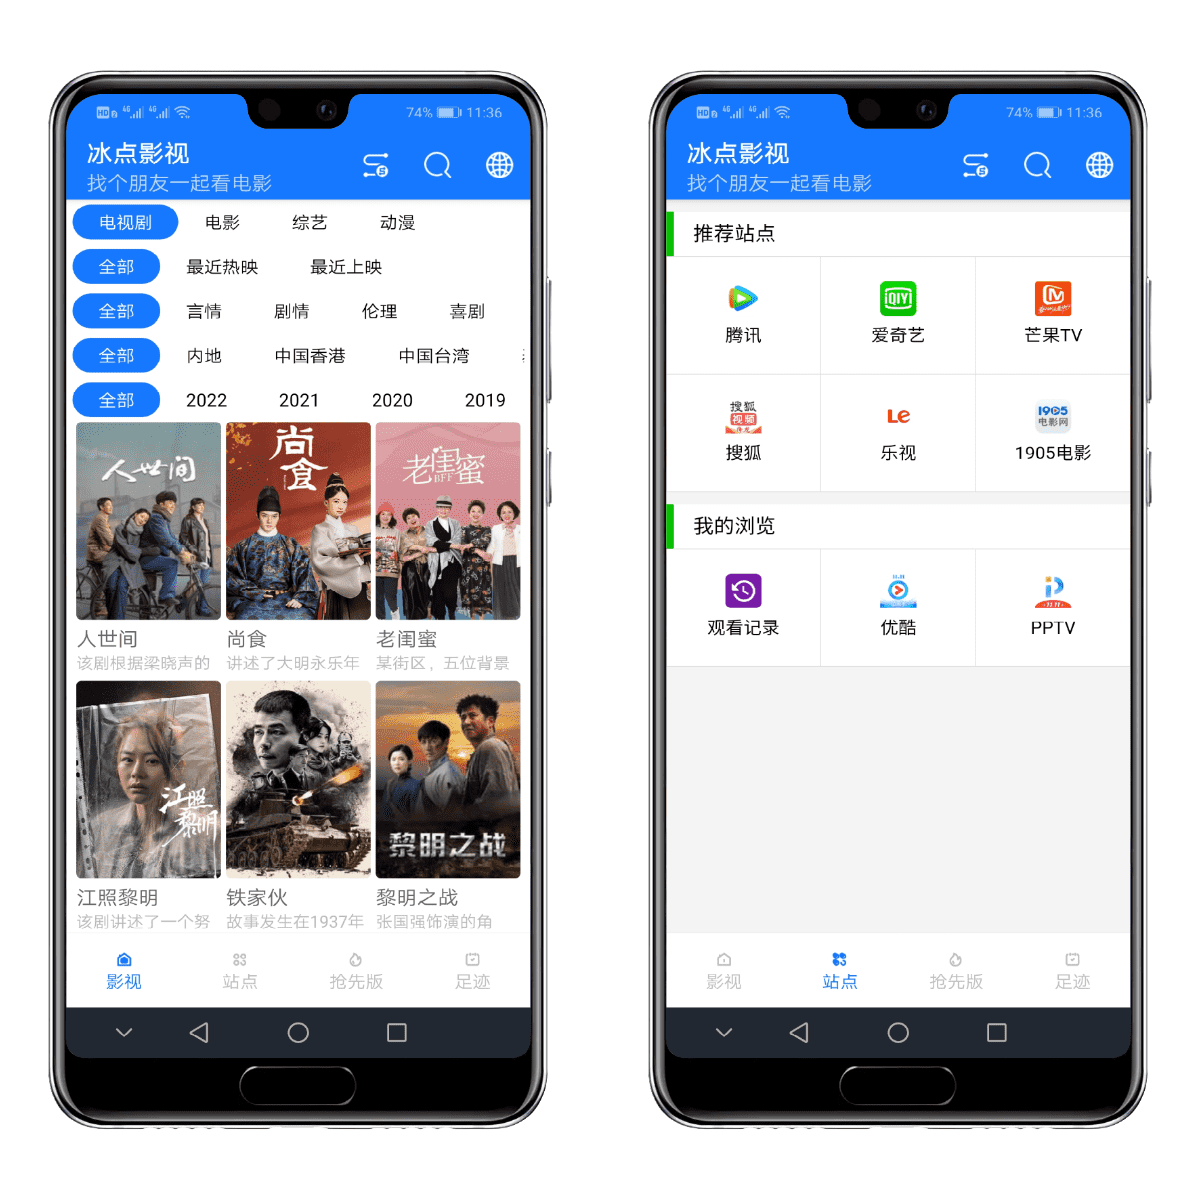 HD 4G 4G 74% 11:36
冰点影视
找个朋友一起看电影
电视剧 电影 综艺 动漫
全部 最近热映 最近上映
全部 言情 剧情 伦理 喜剧
全部 内地 中国香港 中国台湾
全部 2022 2021 2020 2019
人世间
尚食
老闺蜜
BFF
人世间 尚食 老闺蜜
该剧根据梁晓声的 讲述了大明永乐年 某街区，五位背景
江照黎明
黎明之战
江照黎明 铁家伙 黎明之战
该剧讲述了一个努 故事发生在1937年 张国强饰演的角
影视 站点 抢先版 足迹
HD 4G 4G 74% 11:36
冰点影视
找个朋友一起看电影
推荐站点
iQIYI
腾讯 爱奇艺 芒果TV
搜狐
视频
Le
1905
电影网
搜狐 乐视 1905电影
我的浏览
11.11
11.11
观看记录 优酷 PPTV
影视 站点 抢先版 足迹